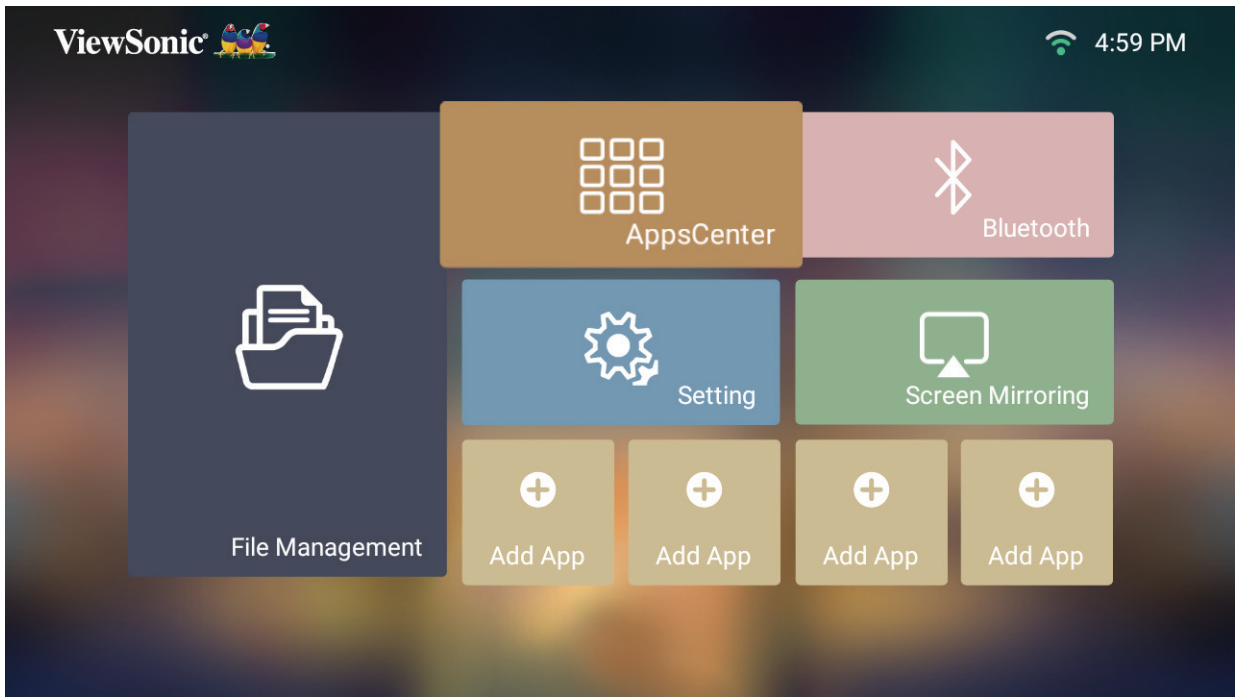 ViewSonic®
4:59 PM
AppsCenter
Bluetooth
Setting
Screen Mirroring
File Management
Add App
Add App
Add App
Add App